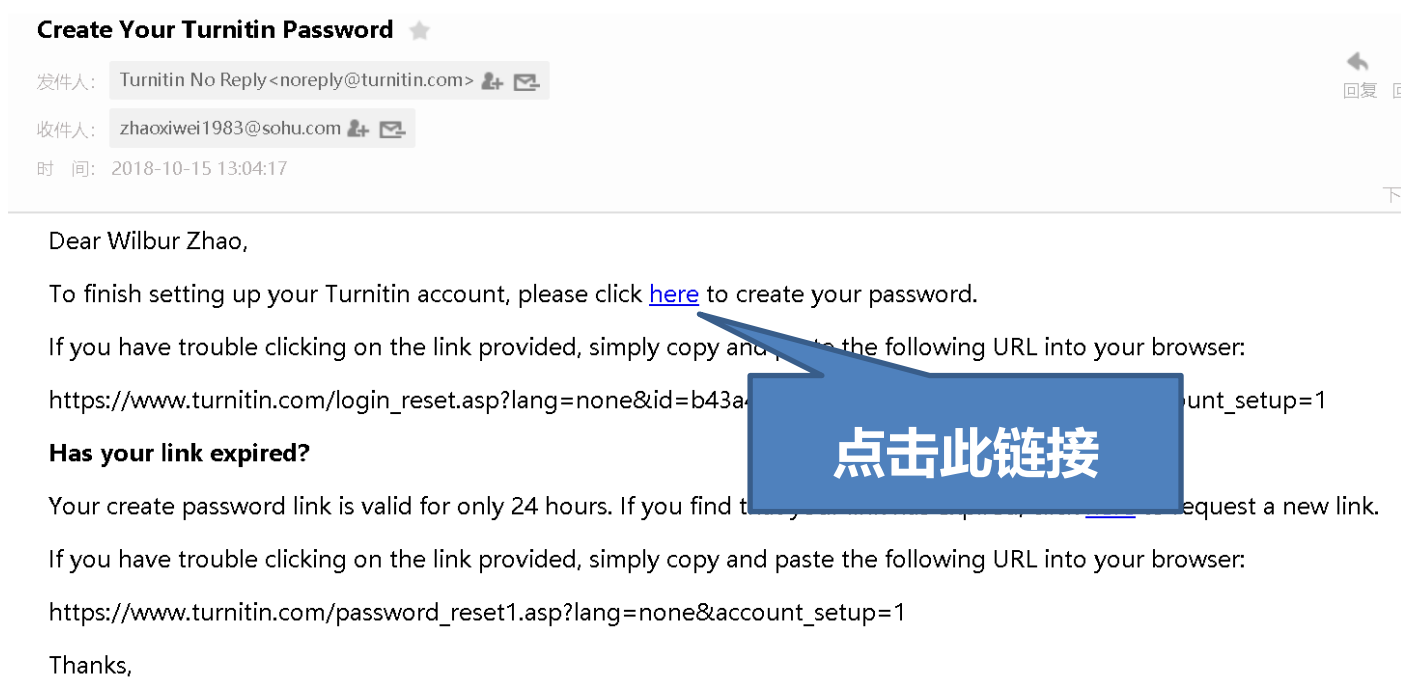 Create Your Turnitin Password
发件人： Turnitin No Reply<noreply@turnitin.com>
回复
收件人： zhaoxiwei1983@sohu.com
时 间： 2018-10-15 13:04:17
下
Dear Wilbur Zhao,
To finish setting up your Turnitin account, please click here to create your password.
If you have trouble clicking on the link provided, simply copy and the following URL into your browser:
https://www.turnitin.com/login_reset.asp?lang=none&id=b43a unt_setup=1
点击此链接
Has your link expired?
Your create password link is valid for only 24 hours. If you find request a new link.
If you have trouble clicking on the link provided, simply copy and paste the following URL into your browser:
https://www.turnitin.com/password_reset1.asp?lang=none&account_setup=1
Thanks,